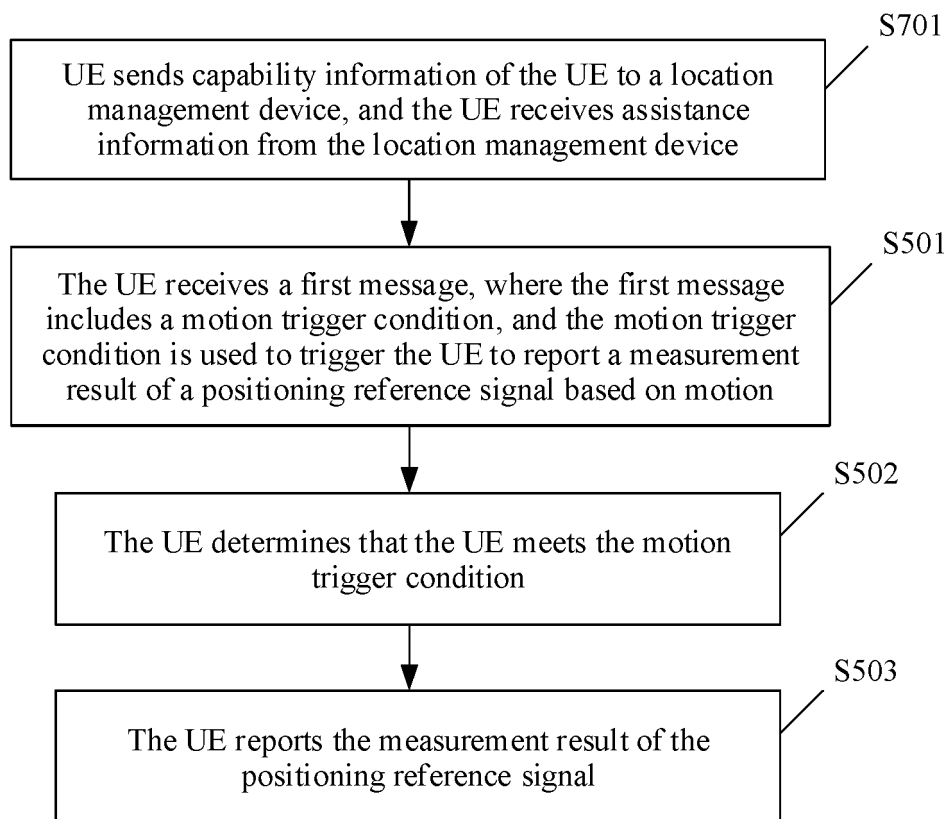 S701
UE sends capability information of the UE to a location
management device, and the UE receives assistance
information from the location management device
S501
The UE receives a first message, where the first message
includes a motion trigger condition, and the motion trigger
condition is used to trigger the UE to report a measurement
result of a positioning reference signal based on motion
S502
The UE determines that the UE meets the motion
trigger condition
S503
The UE reports the measurement result of the
positioning reference signal